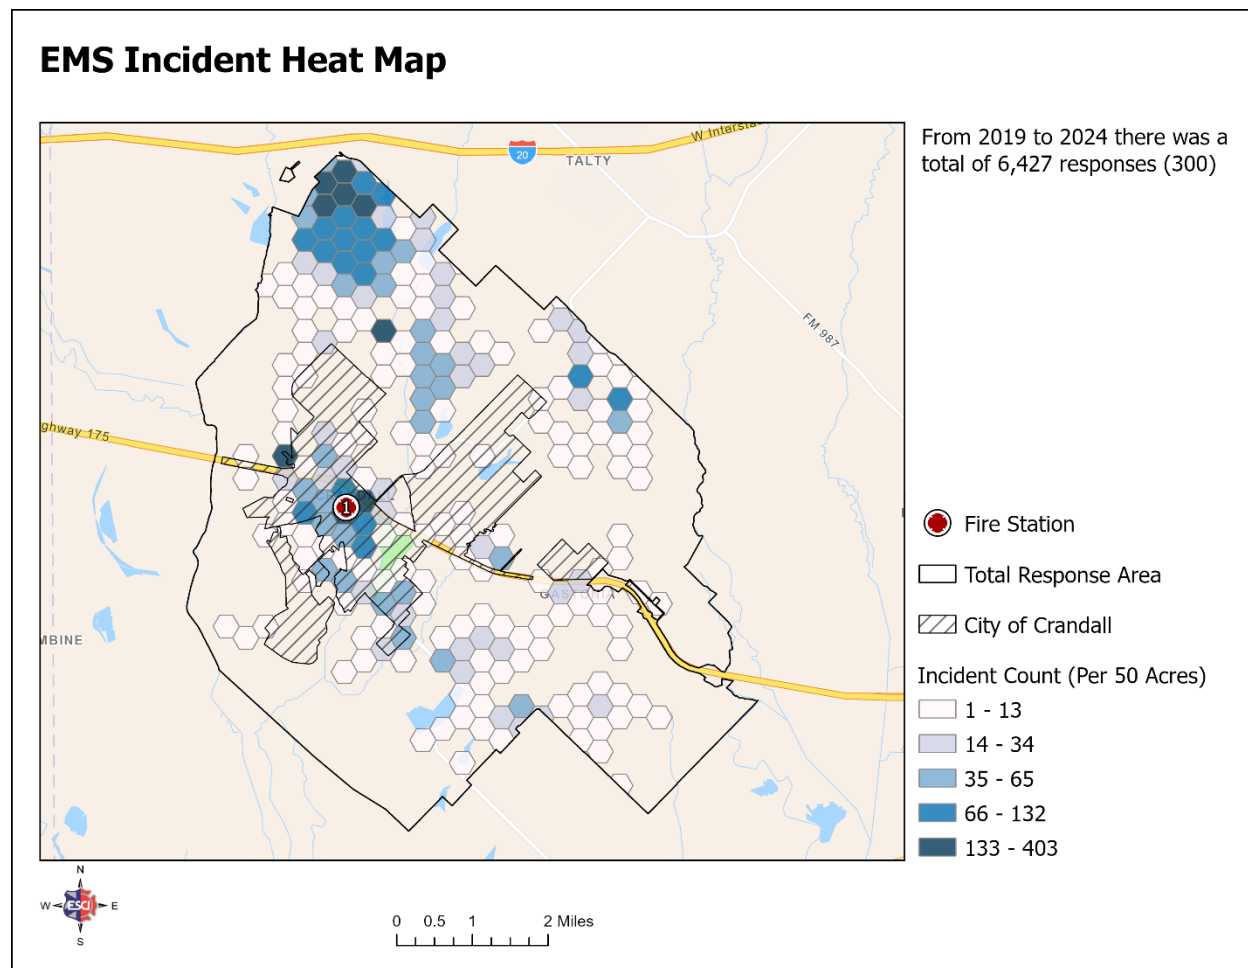 EMS Incident Heat Map
From 2019 to 2024 there was a
total of 6,427 responses (300)
W Intersta
20
TALTY
FM 987
ghway 175
1
GASTONIA
MBINE
Fire Station
Total Response Area
City of Crandall
Incident Count (Per 50 Acres)
1 - 13
14 - 34
35 - 65
66 - 132
133 - 403
N
W
ESCI
E
S
0 0.5 1 2 Miles